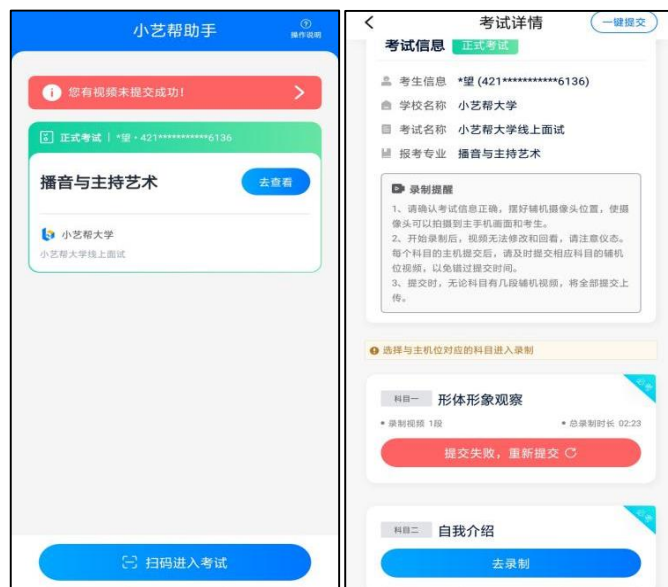 小艺帮助手
操作说明
您有视频未提交成功!
正式考试 | *望·421************6136
播音与主持艺术
去查看
小艺帮大学
小艺帮大学线上面试
扫码进入考试
考试详情
一键提交
考试信息 正式考试
考生信息 *望 (421************6136)
学校名称 小艺帮大学
考试名称 小艺帮大学线上面试
报考专业 播音与主持艺术
录制提醒
1、请确认考试信息正确，摆好辅机摄像头位置，使摄
像头可以拍摄到主手机画面和考生。
2、开始录制后，视频无法修改和回看，请注意仪态。
每个科目的主机提交后，请及时提交相应科目的辅机
位视频，以免错过提交时间。
3、提交时，无论科目有几段辅机视频，将全部提交上
传。
选择与主机位对应的科目进入录制
必考
科目一 形体形象观察
录制视频 1段
总录制时长 02:23
提交失败，重新提交
必考
科目二 自我介绍
去录制